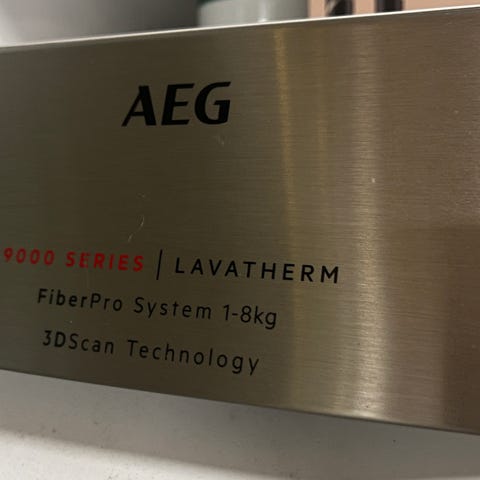 AEG
9000 SERIES | LAVATHERM
FiberPro System 1-8kg
3DScan Technology